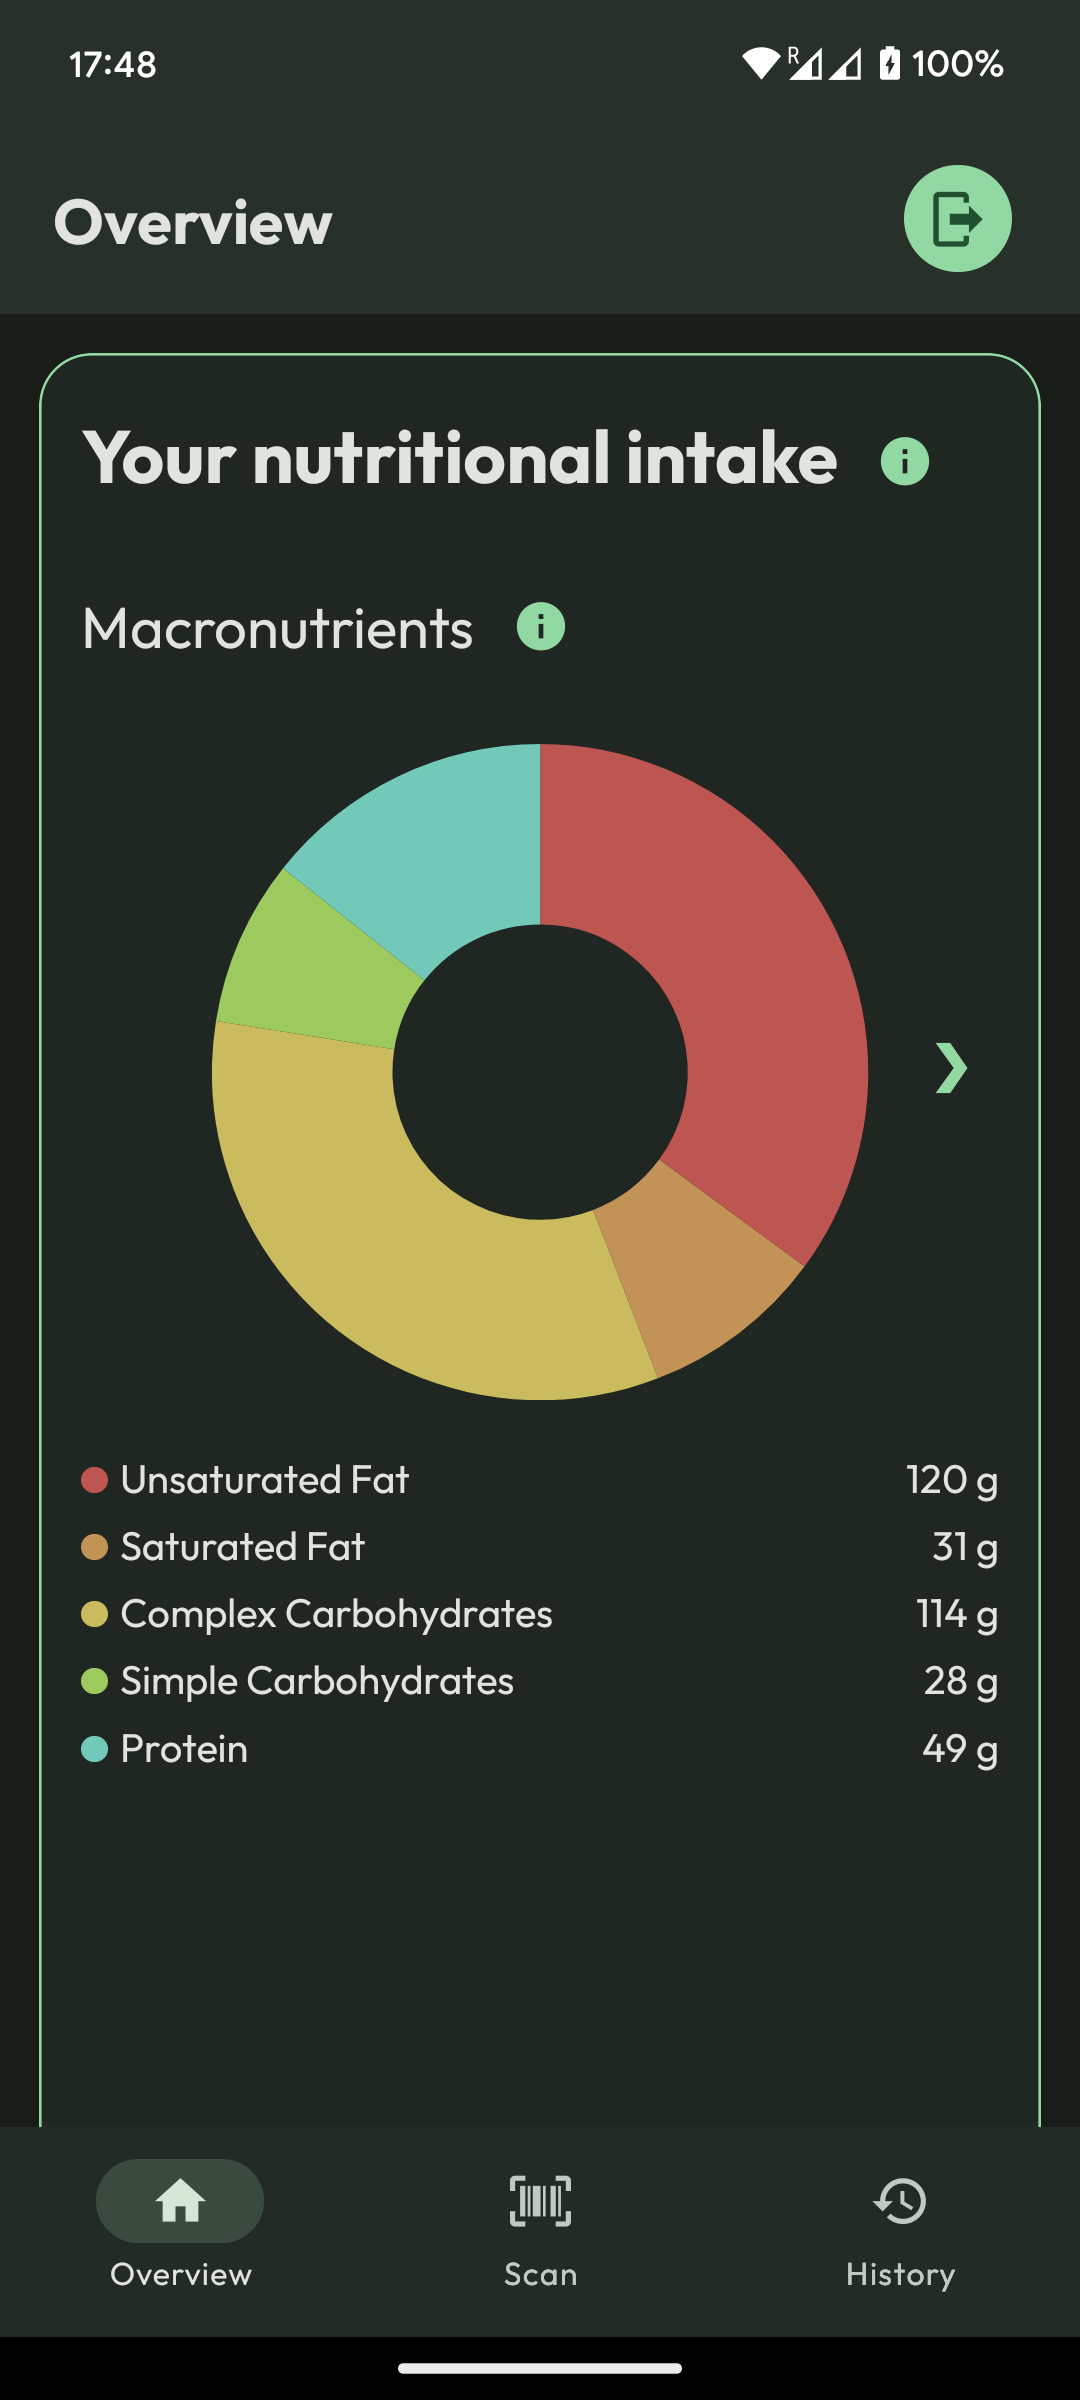 17:48
R 100%
Overview
Your nutritional intake
Macronutrients
Unsaturated Fat 120 g
Saturated Fat 31 g
Complex Carbohydrates 114 g
Simple Carbohydrates 28 g
Protein 49 g
Overview Scan History